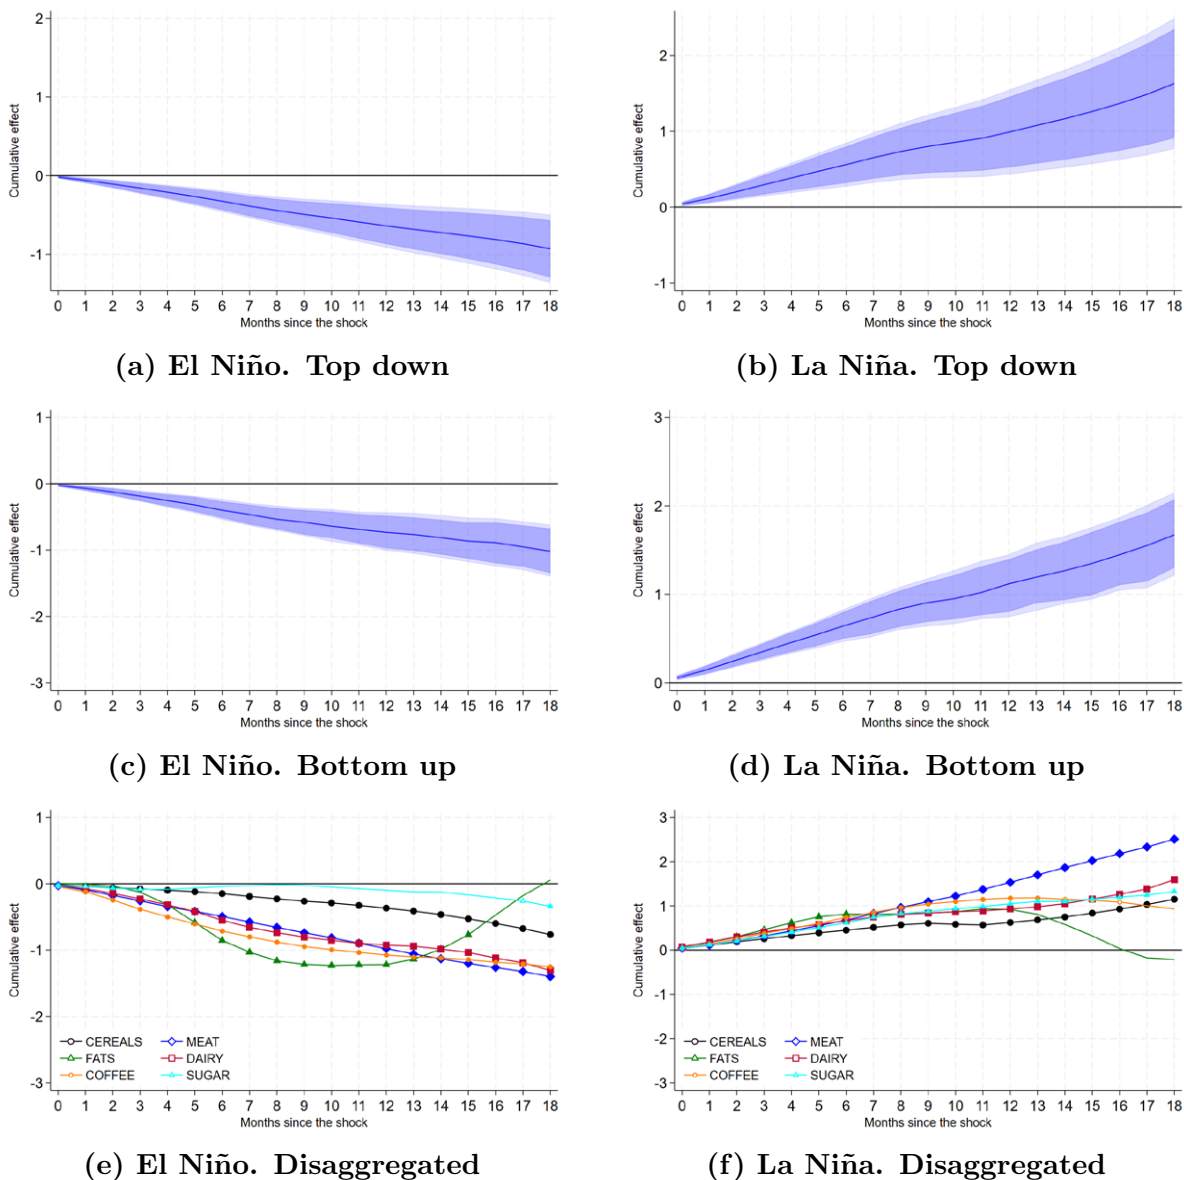 2
1
0
-1
Cumulative effect
0 1 2 3 4 5 6 7 8 9 10 11 12 13 14 15 16 17 18
Months since the shock
(a) El Niño. Top down
2
1
0
-1
Cumulative effect
0 1 2 3 4 5 6 7 8 9 10 11 12 13 14 15 16 17 18
Months since the shock
(b) La Niña. Top down
1
0
-1
-2
-3
Cumulative effect
0 1 2 3 4 5 6 7 8 9 10 11 12 13 14 15 16 17 18
Months since the shock
(c) El Niño. Bottom up
3
2
1
0
Cumulative effect
0 1 2 3 4 5 6 7 8 9 10 11 12 13 14 15 16 17 18
Months since the shock
(d) La Niña. Bottom up
1
0
-1
-2
-3
Cumulative effect
CEREALS MEAT
FATS DAIRY
COFFEE SUGAR
0 1 2 3 4 5 6 7 8 9 10 11 12 13 14 15 16 17 18
Months since the shock
(e) El Niño. Disaggregated
3
2
1
0
-1
-2
-3
Cumulative effect
CEREALS MEAT
FATS DAIRY
COFFEE SUGAR
0 1 2 3 4 5 6 7 8 9 10 11 12 13 14 15 16 17 18
Months since the shock
(f) La Niña. Disaggregated